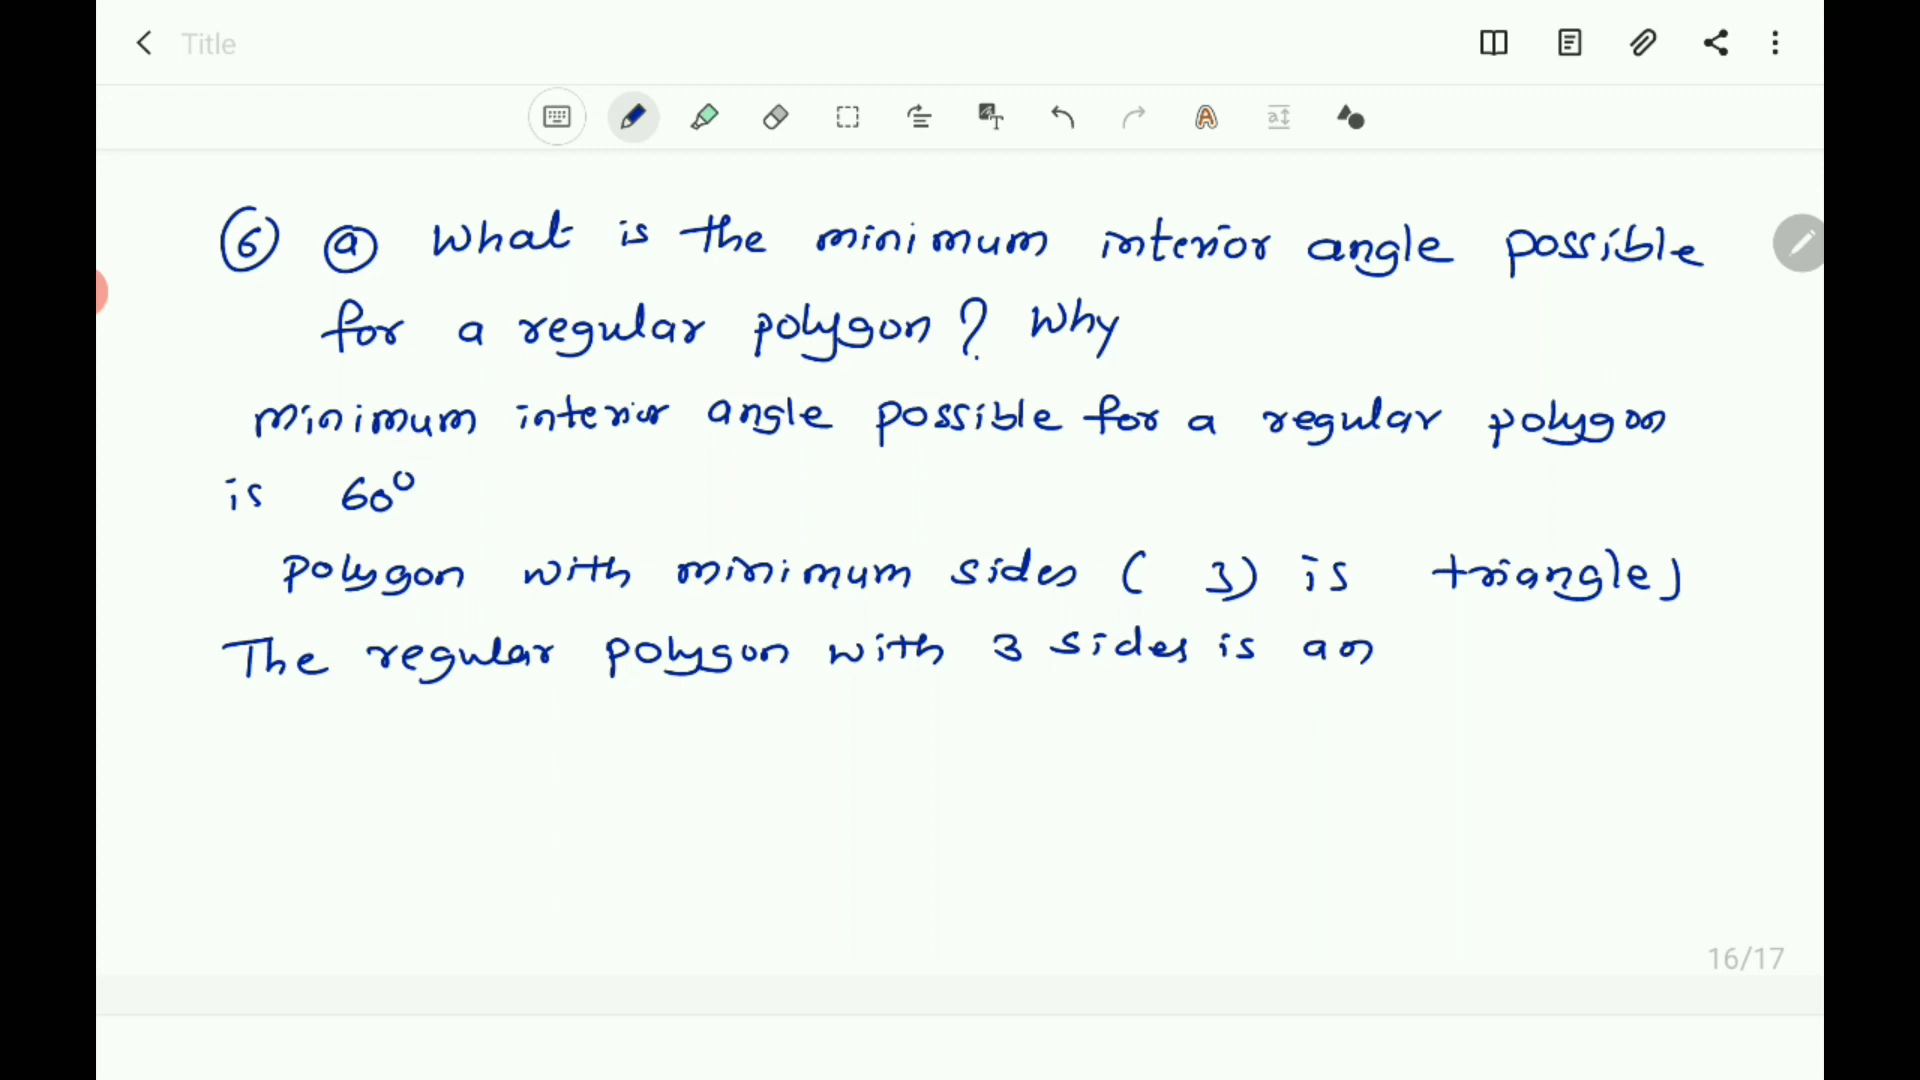 Title
⑥ ⓐ What is the minimum interior angle possible
for a regular polygon? Why
minimum interior angle possible for a regular polygon
is 60°
polygon with minimum sides ( 3) is triangle)
The regular polygon with 3 sides is an
16/17